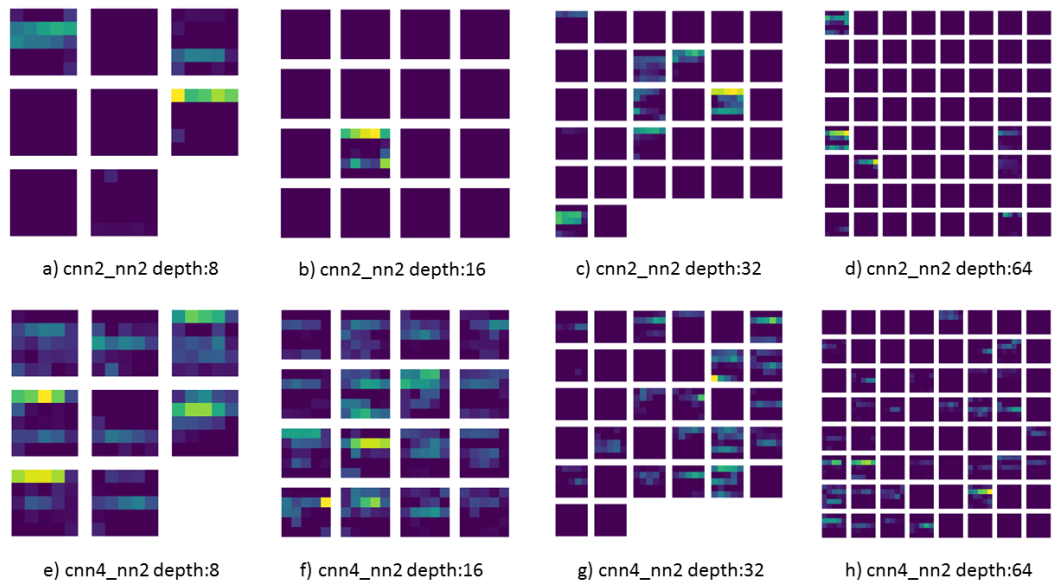 a) cnn2_nn2 depth:8
b) cnn2_nn2 depth:16
c) cnn2_nn2 depth:32
d) cnn2_nn2 depth:64
e) cnn4_nn2 depth:8
f) cnn4_nn2 depth:16
g) cnn4_nn2 depth:32
h) cnn4_nn2 depth:64